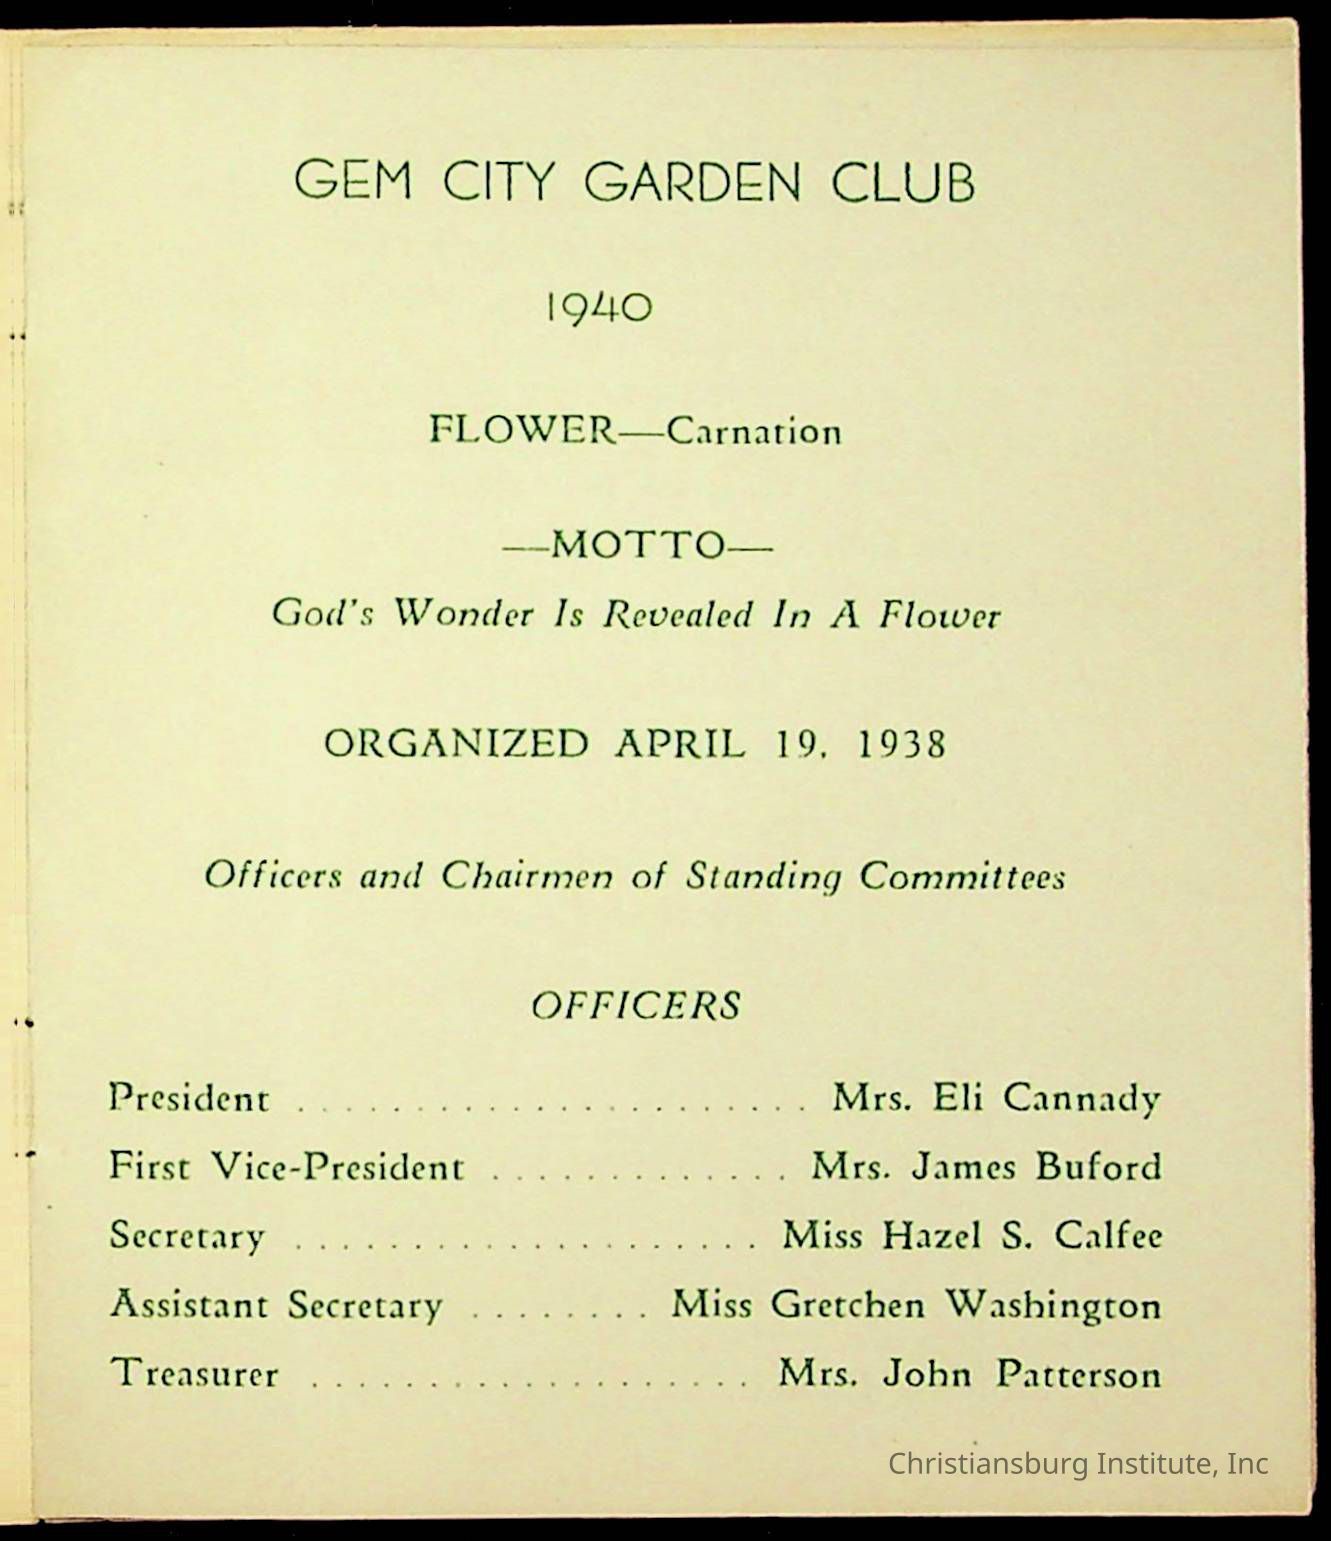 GEM CITY GARDEN CLUB
1940
FLOWER—Carnation
—MOTTO—
God's Wonder Is Revealed In A Flower
ORGANIZED APRIL 19, 1938
Officers and Chairmen of Standing Committees
OFFICERS
President . . . . . . . . . . . . . . . . . . . . . . Mrs. Eli Cannady
First Vice-President . . . . . . . . . . . . . Mrs. James Buford
Secretary . . . . . . . . . . . . . . . . . . . . Miss Hazel S. Calfee
Assistant Secretary . . . . . . . . Miss Gretchen Washington
Treasurer . . . . . . . . . . . . . . . . . . . Mrs. John Patterson
Christiansburg Institute, Inc